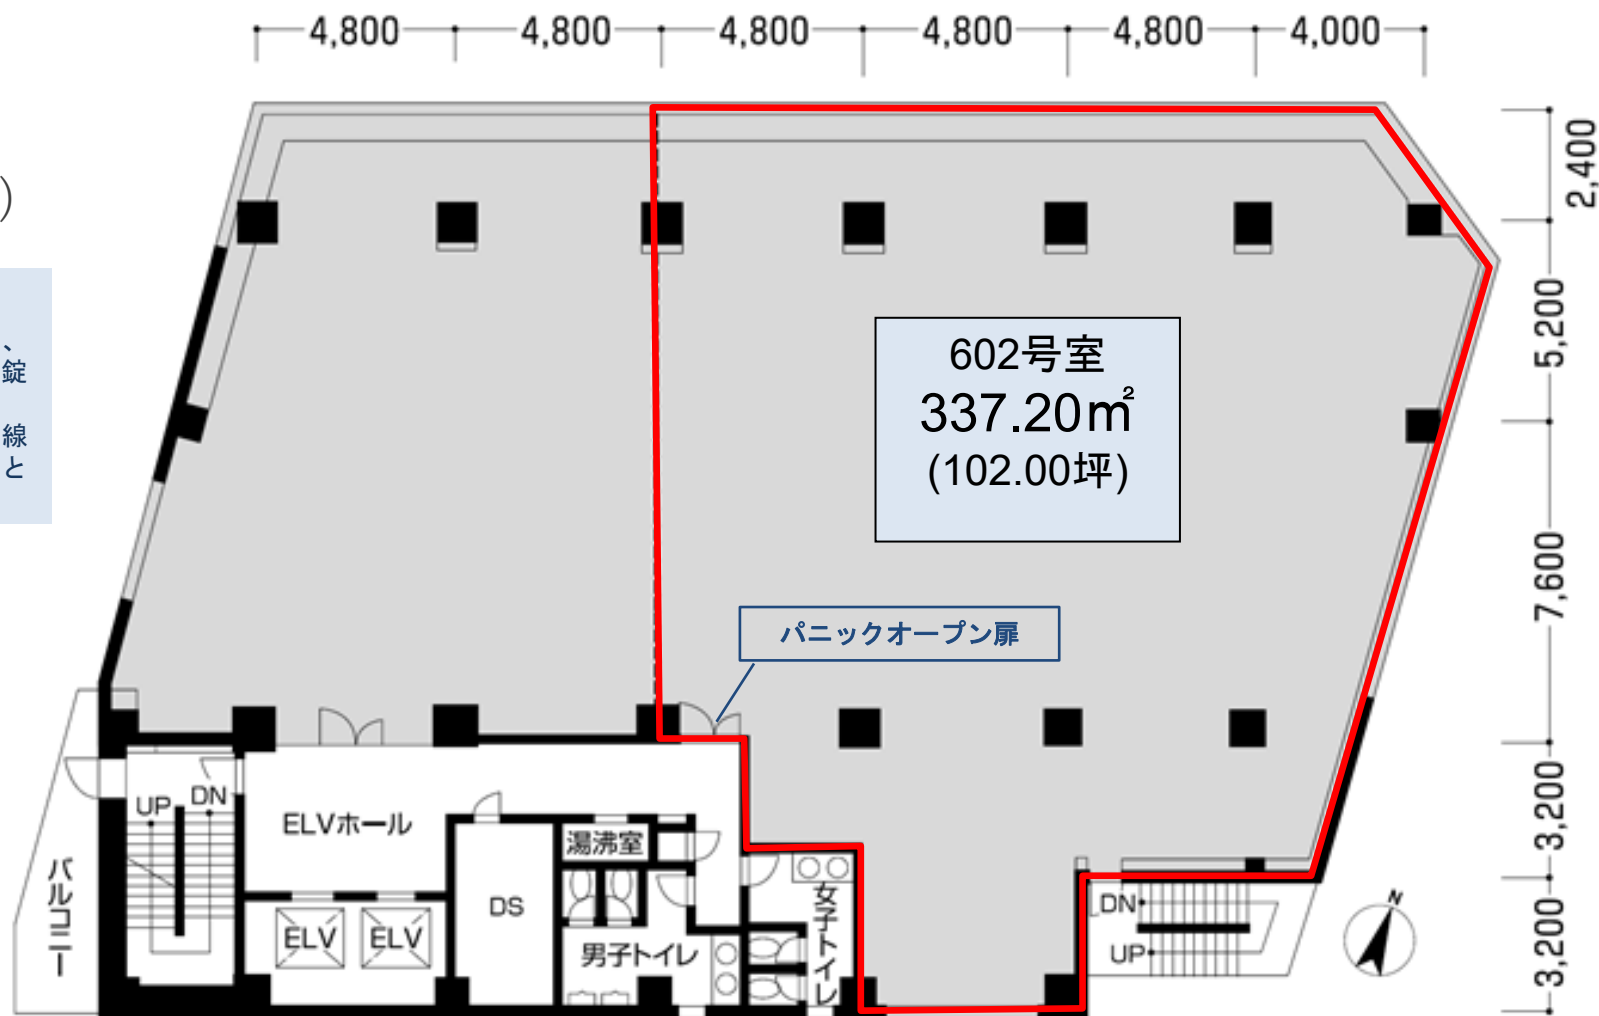 4,800 4,800 4,800 4,800 4,800 4,000
2,400
)
5,200
、
錠
線
と
602号室
337.20㎡
(102.00坪)
7,600
パニックオープン扉
3,200
UP
DN
ELVホール
湯沸室
バルコニー
DS
女子トイレ
DN
N
3,200
ELV
ELV
男子トイレ
UP